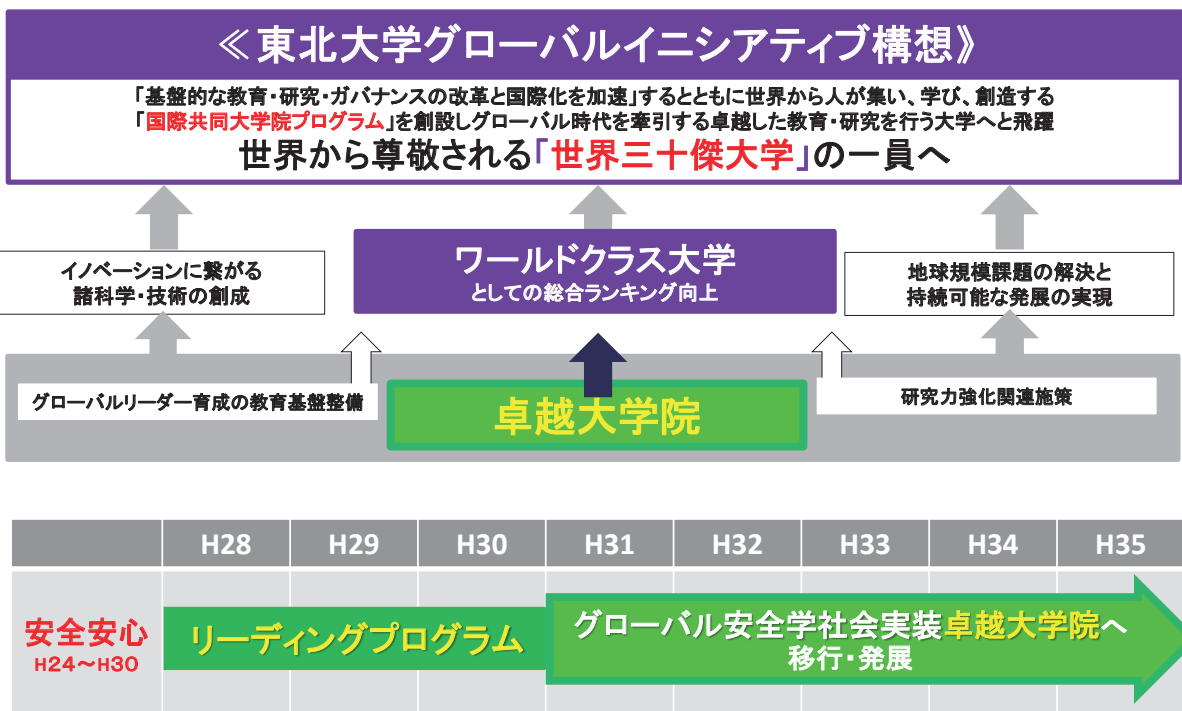 ≪東北大学グローバルイニシアティブ構想》
「基盤的な教育・研究・ガバナンスの改革と国際化を加速」するとともに世界から人が集い、学び、創造する
「国際共同大学院プログラム」を創設しグローバル時代を牽引する卓越した教育・研究を行う大学へと飛躍
世界から尊敬される「世界三十傑大学」の一員へ
イノベーションに繋がる
諸科学・技術の創成
ワールドクラス大学
としての総合ランキング向上
地球規模課題の解決と
持続可能な発展の実現
グローバルリーダー育成の教育基盤整備
卓越大学院
研究力強化関連施策
H28 H29 H30 H31 H32 H33 H34 H35
安全安心
H24～H30
リーディングプログラム
グローバル安全学社会実装卓越大学院へ
移行・発展